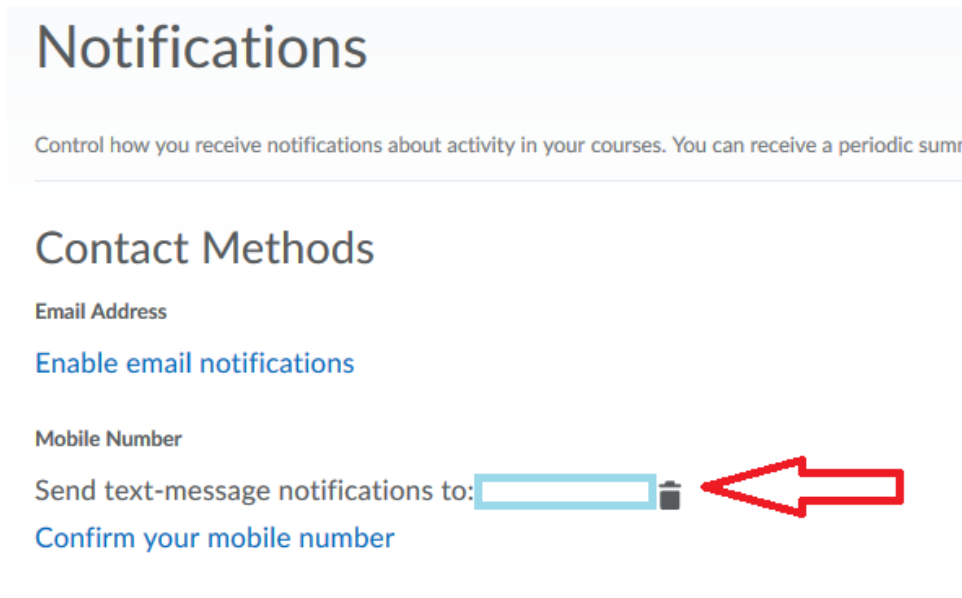 Notifications
Control how you receive notifications about activity in your courses. You can receive a periodic
Contact Methods
Email Address
Enable email notifications
Mobile Number
Send text-message notifications to:
Confirm your mobile number